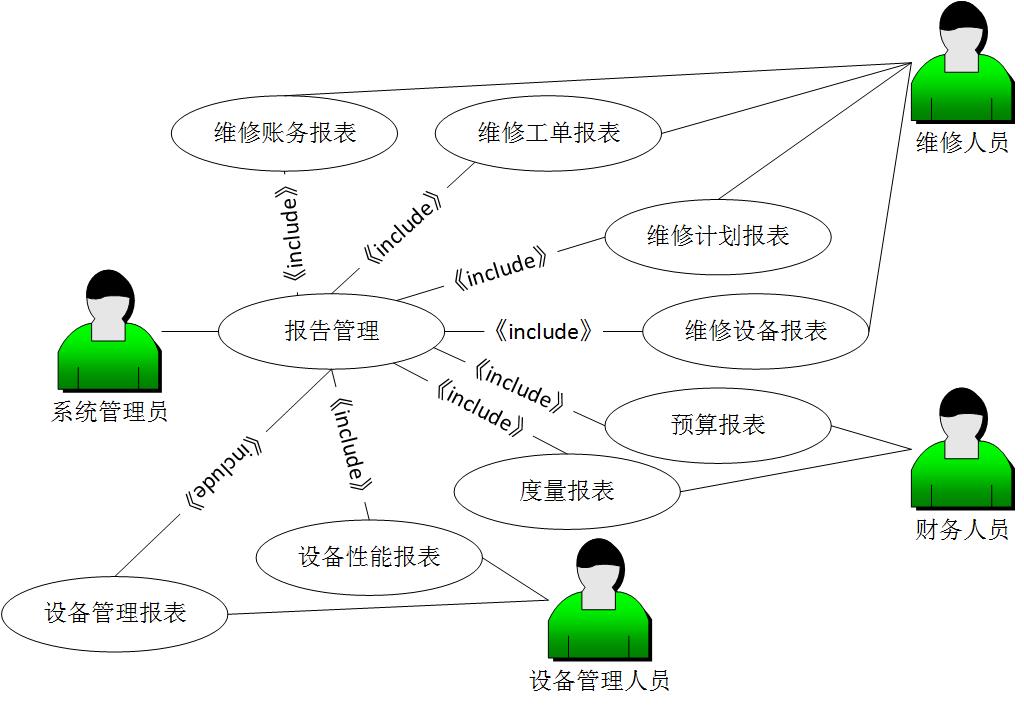 维修人员
维修账务报表
维修工单报表
《include》
《include》
维修计划报表
《include》
系统管理员
报告管理
《include》
维修设备报表
《include》
《include》
预算报表
《include》
《include》
度量报表
财务人员
设备性能报表
设备管理报表
设备管理人员